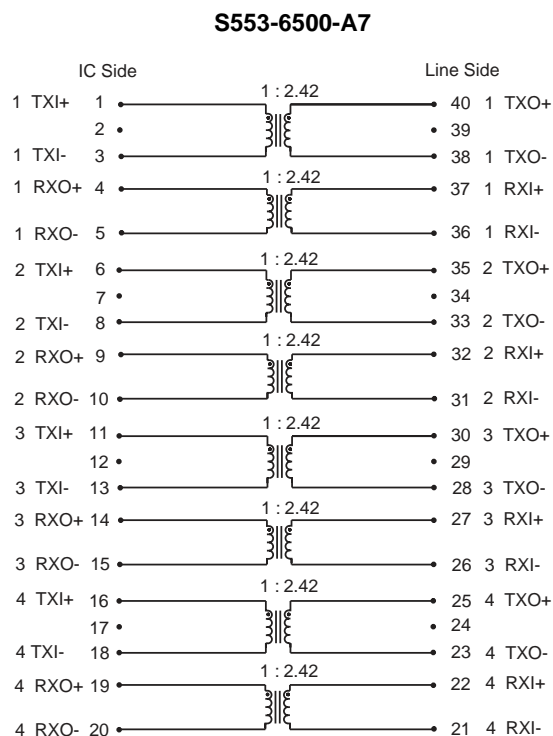 S553-6500-A7
IC Side Line Side
1 : 2.42
1 TXI+ 1 40 1 TXO+
2 39
1 TXI- 3 38 1 TXO-
1 : 2.42
1 RXO+ 4 37 1 RXI+
1 RXO- 5 36 1 RXI-
1 : 2.42
2 TXI+ 6 35 2 TXO+
7 34
2 TXI- 8 33 2 TXO-
1 : 2.42
2 RXO+ 9 32 2 RXI+
2 RXO- 10 31 2 RXI-
1 : 2.42
3 TXI+ 11 30 3 TXO+
12 29
3 TXI- 13 28 3 TXO-
1 : 2.42
3 RXO+ 14 27 3 RXI+
3 RXO- 15 26 3 RXI-
1 : 2.42
4 TXI+ 16 25 4 TXO+
17 24
4 TXI- 18 23 4 TXO-
1 : 2.42
4 RXO+ 19 22 4 RXI+
4 RXO- 20 21 4 RXI-